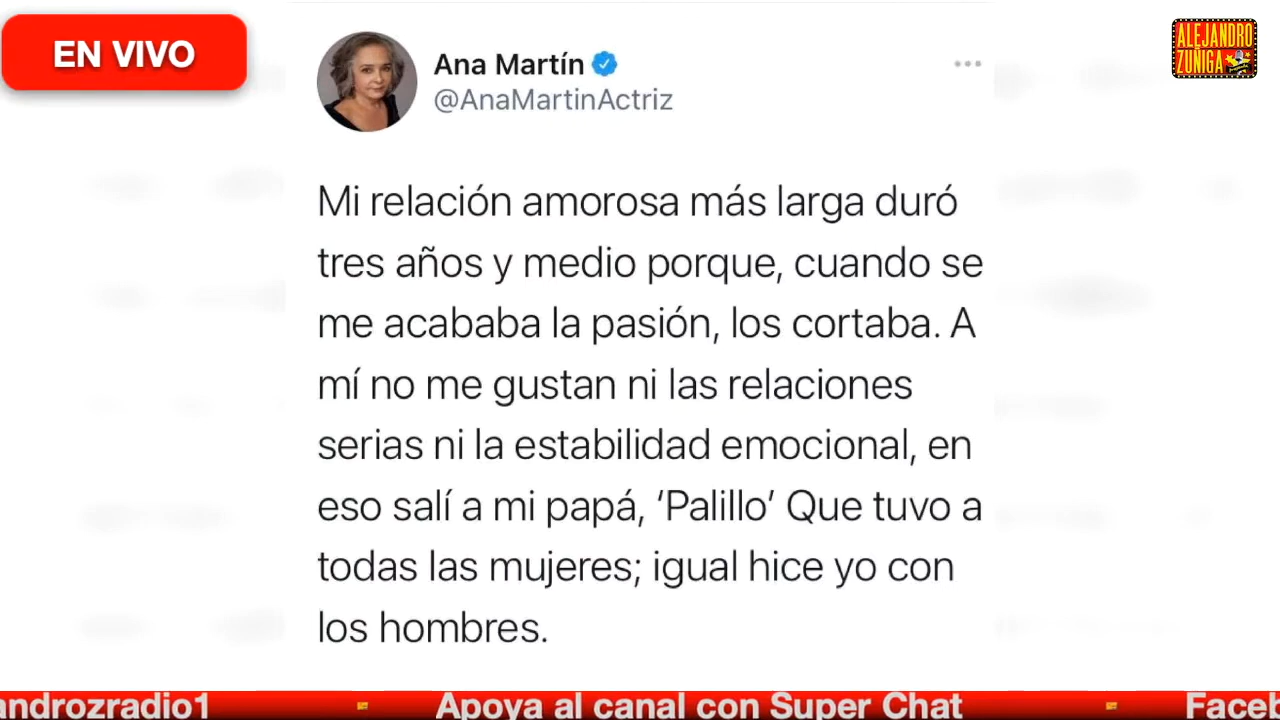 EN VIVO
ALEJANDRO
ZÚÑIGA
Ana Martín
@AnaMartinActriz
Mi relación amorosa más larga duró
tres años y medio porque, cuando se
me acababa la pasión, los cortaba. A
mí no me gustan ni las relaciones
serias ni la estabilidad emocional, en
eso salí a mi papá, ‘Palillo’ Que tuvo a
todas las mujeres; igual hice yo con
los hombres.
androzradio1 Apoya al canal con Super Chat Faceb